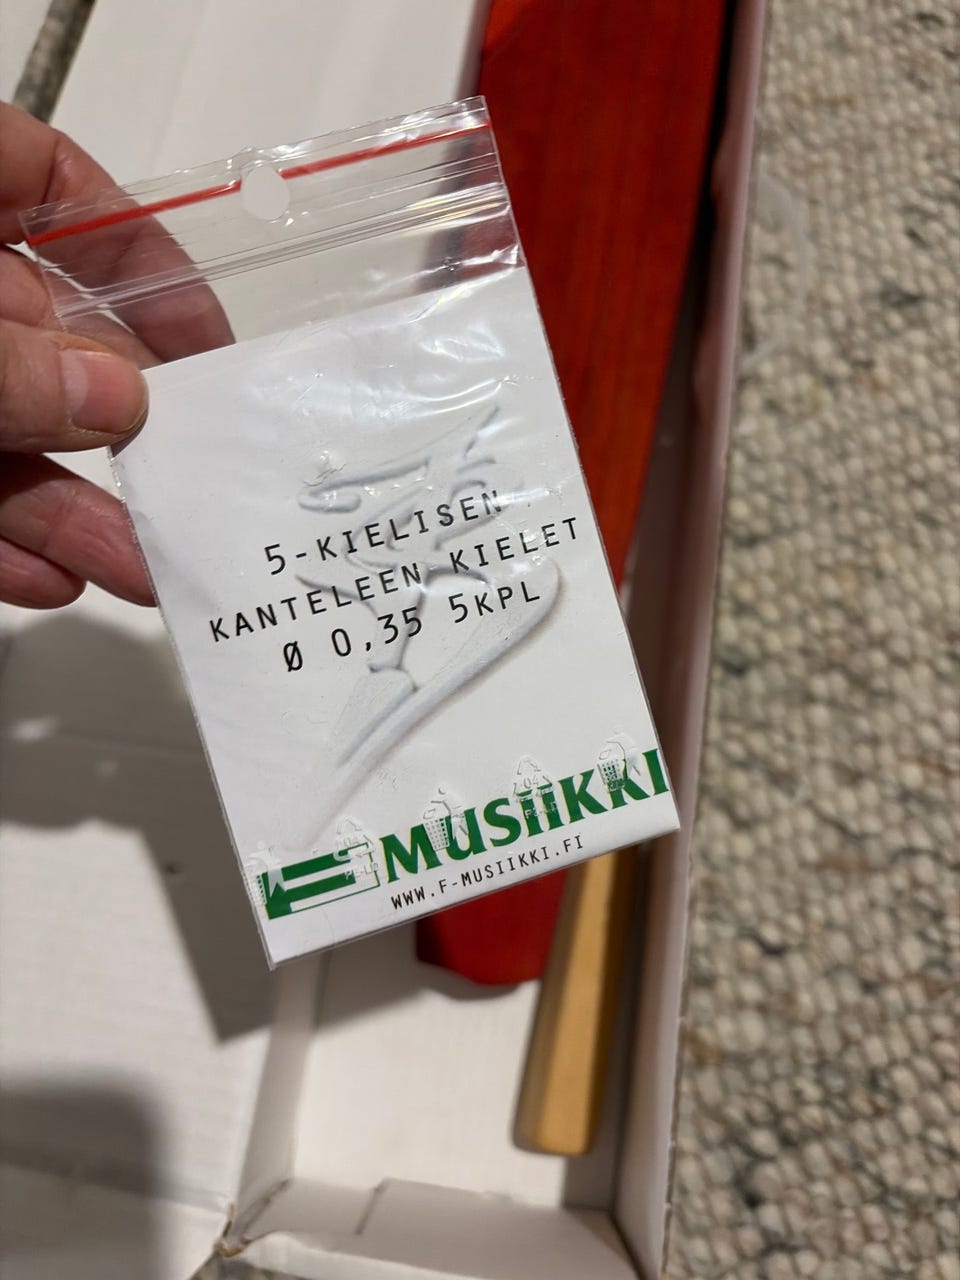 5-KIELISEN
KANTELEEN KIELET
Ø 0,35 5KPL
MUSIIKKI
WWW.F-MUSIIKKI.FI